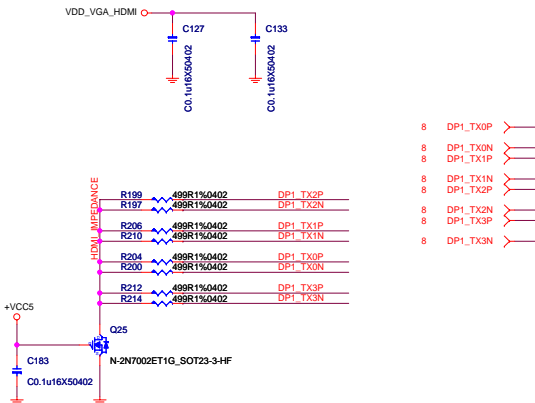 VDD_VGA_HDMI
C127
C0.1u16X50402
C133
C0.1u16X50402
8 DP1_TX0P
8 DP1_TX0N
8 DP1_TX1P
8 DP1_TX1N
8 DP1_TX2P
8 DP1_TX2N
8 DP1_TX3P
8 DP1_TX3N
HDMI_IMPEDANCE
R199 499R1%0402 DP1_TX2P
R197 499R1%0402 DP1_TX2N
R206 499R1%0402 DP1_TX1P
R210 499R1%0402 DP1_TX1N
R204 499R1%0402 DP1_TX0P
R200 499R1%0402 DP1_TX0N
R212 499R1%0402 DP1_TX3P
R214 499R1%0402 DP1_TX3N
+VCC5
Q25
N-2N7002ET1G_SOT23-3-HF
C183
C0.1u16X50402